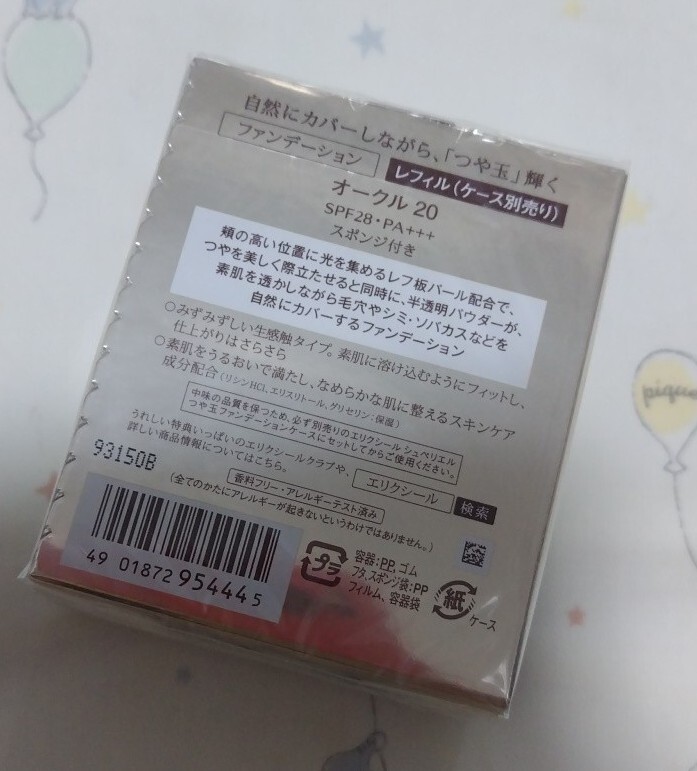 自然にカバーしながら、「つや玉」輝く
ファンデーション
レフィル(ケース別売り)
オークル 20
SPF28・PA+++
スポンジ付き
頬の高い位置に光を集めるレフ板パール配合で、
つやを美しく際立たせると同時に、半透明パウダーが、
素肌を透かしながら毛穴やシミ・ソバカスなどを
自然にカバーするファンデーション
○みずみずしい生感触タイプ。素肌に溶け込むようにフィットし、
仕上がりはさらさら
○素肌をうるおいで満たし、なめらかな肌に整えるスキンケア
成分配合(リシンHCl、エリスリトール、グリセリン:保湿)
中味の品質を保つため、必ず別売りのエリクシール シュペリエル
つや玉ファンデーションケースにセットしてからご使用ください。
うれしい特典いっぱいのエリクシールクラブや、
詳しい商品情報についてはこちら。
エリクシール
検索
93150B
香料フリー・アレルギーテスト済み
(全てのかたにアレルギーが起きないというわけではありません。)
4901872954445
プラ
容器:PP、ゴム
フタ、スポンジ袋:PP
フィルム、容器袋
紙
ケース
pique